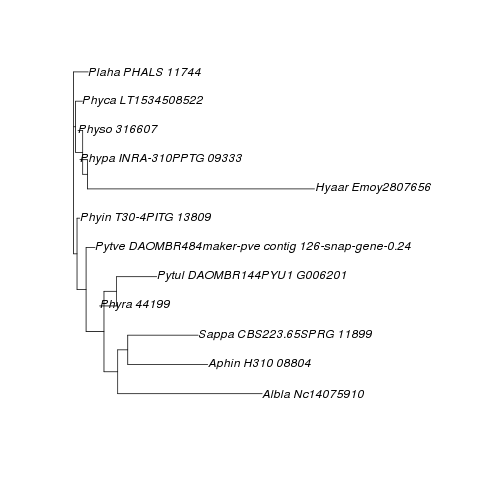 Plaha PHALS 11744
Phyca LT1534508522
Physo 316607
Phypa INRA-310PPTG 09333
Hyaar Emoy2807656
Phyin T30-4PITG 13809
Pytve DAOMBR484maker-pve contig 126-snap-gene-0.24
Pytul DAOMBR144PYU1 G006201
Phyra 44199
Sappa CBS223.65SPRG 11899
Aphin H310 08804
Albla Nc14075910